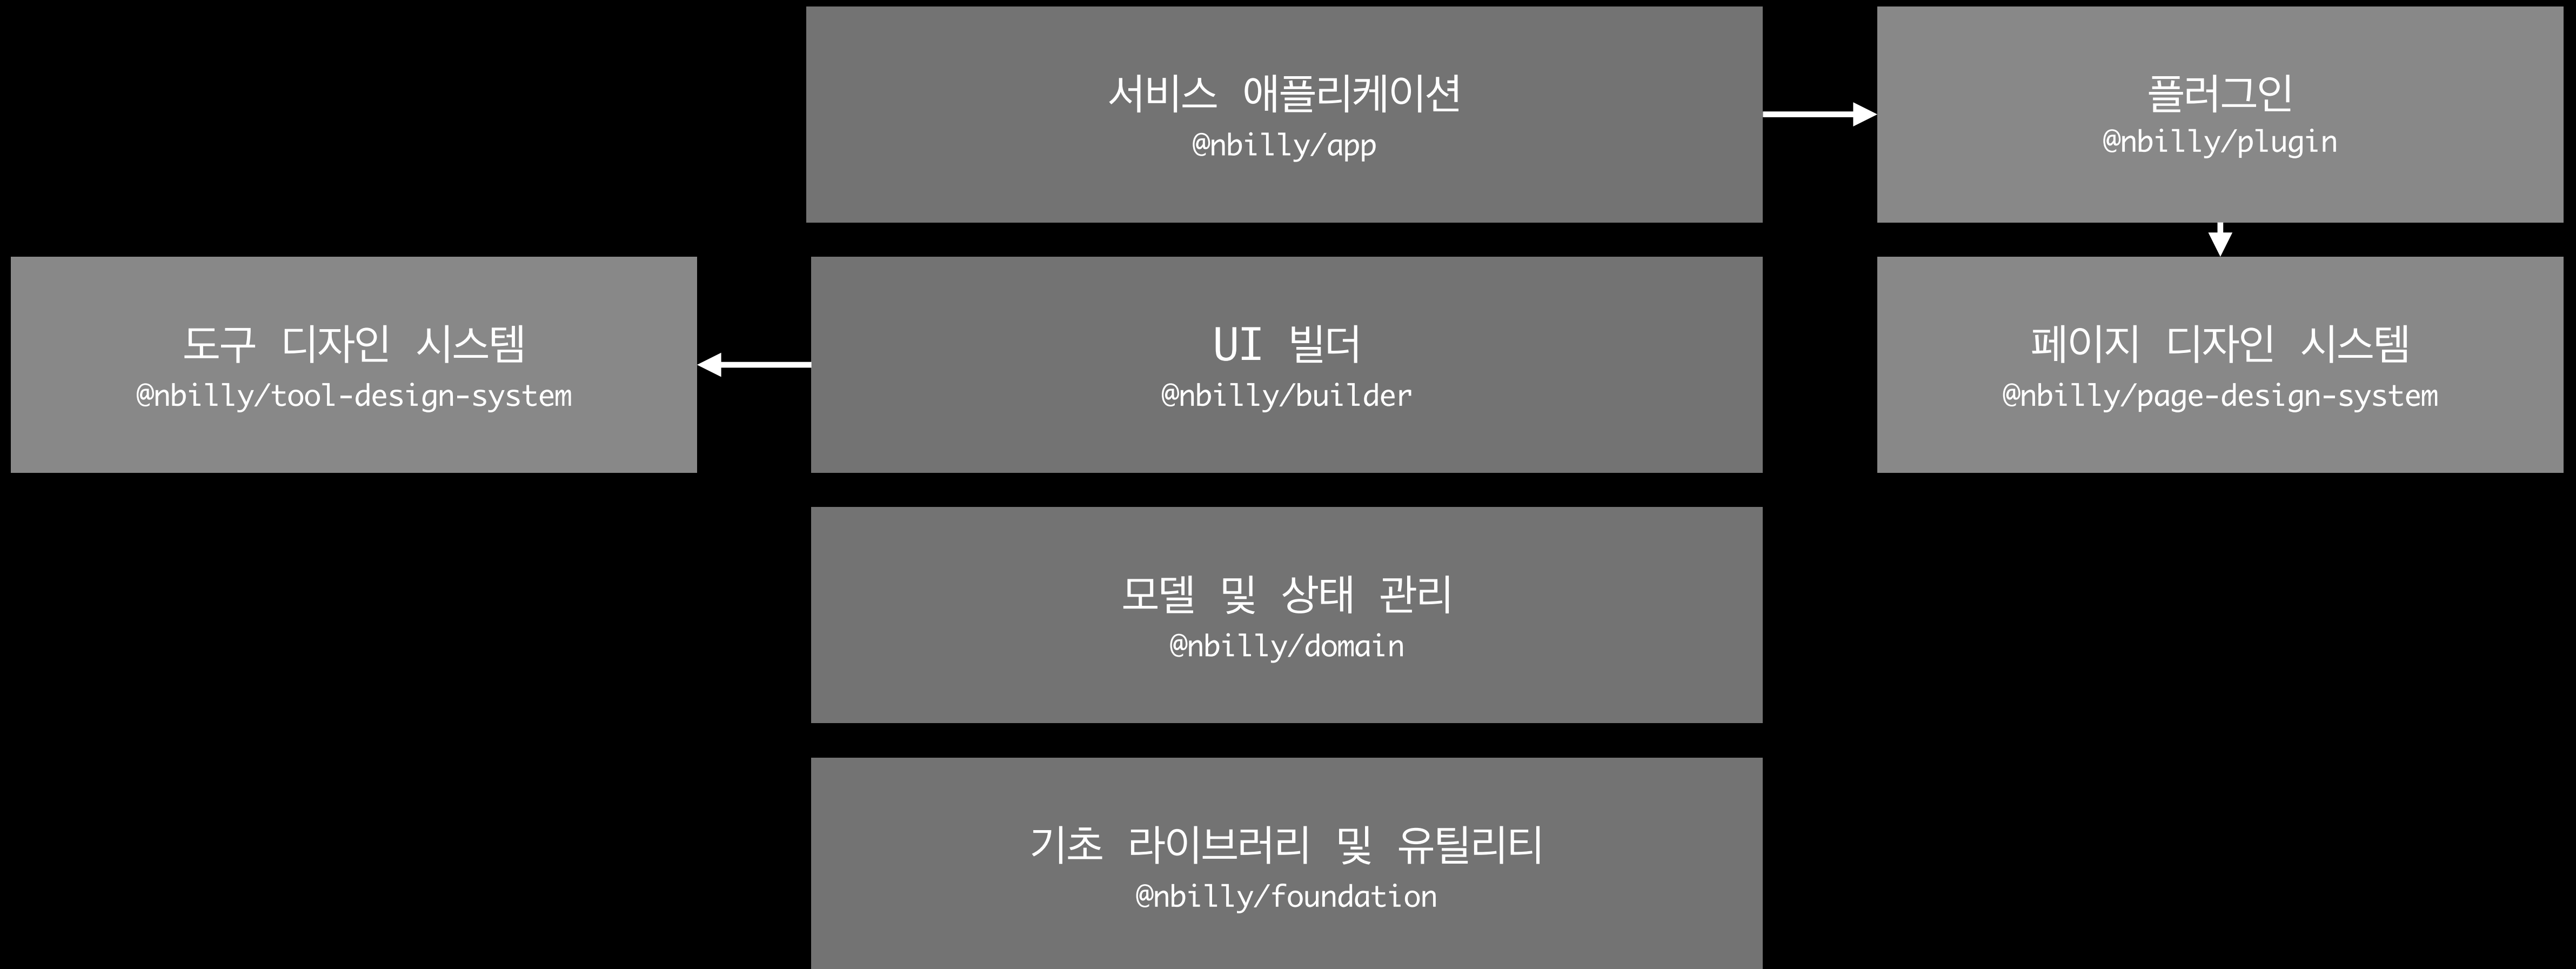 서비스 애플리케이션
@nbilly/app
플러그인
@nbilly/plugin
도구 디자인 시스템
@nbilly/tool-design-system
UI 빌더
@nbilly/builder
페이지 디자인 시스템
@nbilly/page-design-system
모델 및 상태 관리
@nbilly/domain
기초 라이브러리 및 유틸리티
@nbilly/foundation